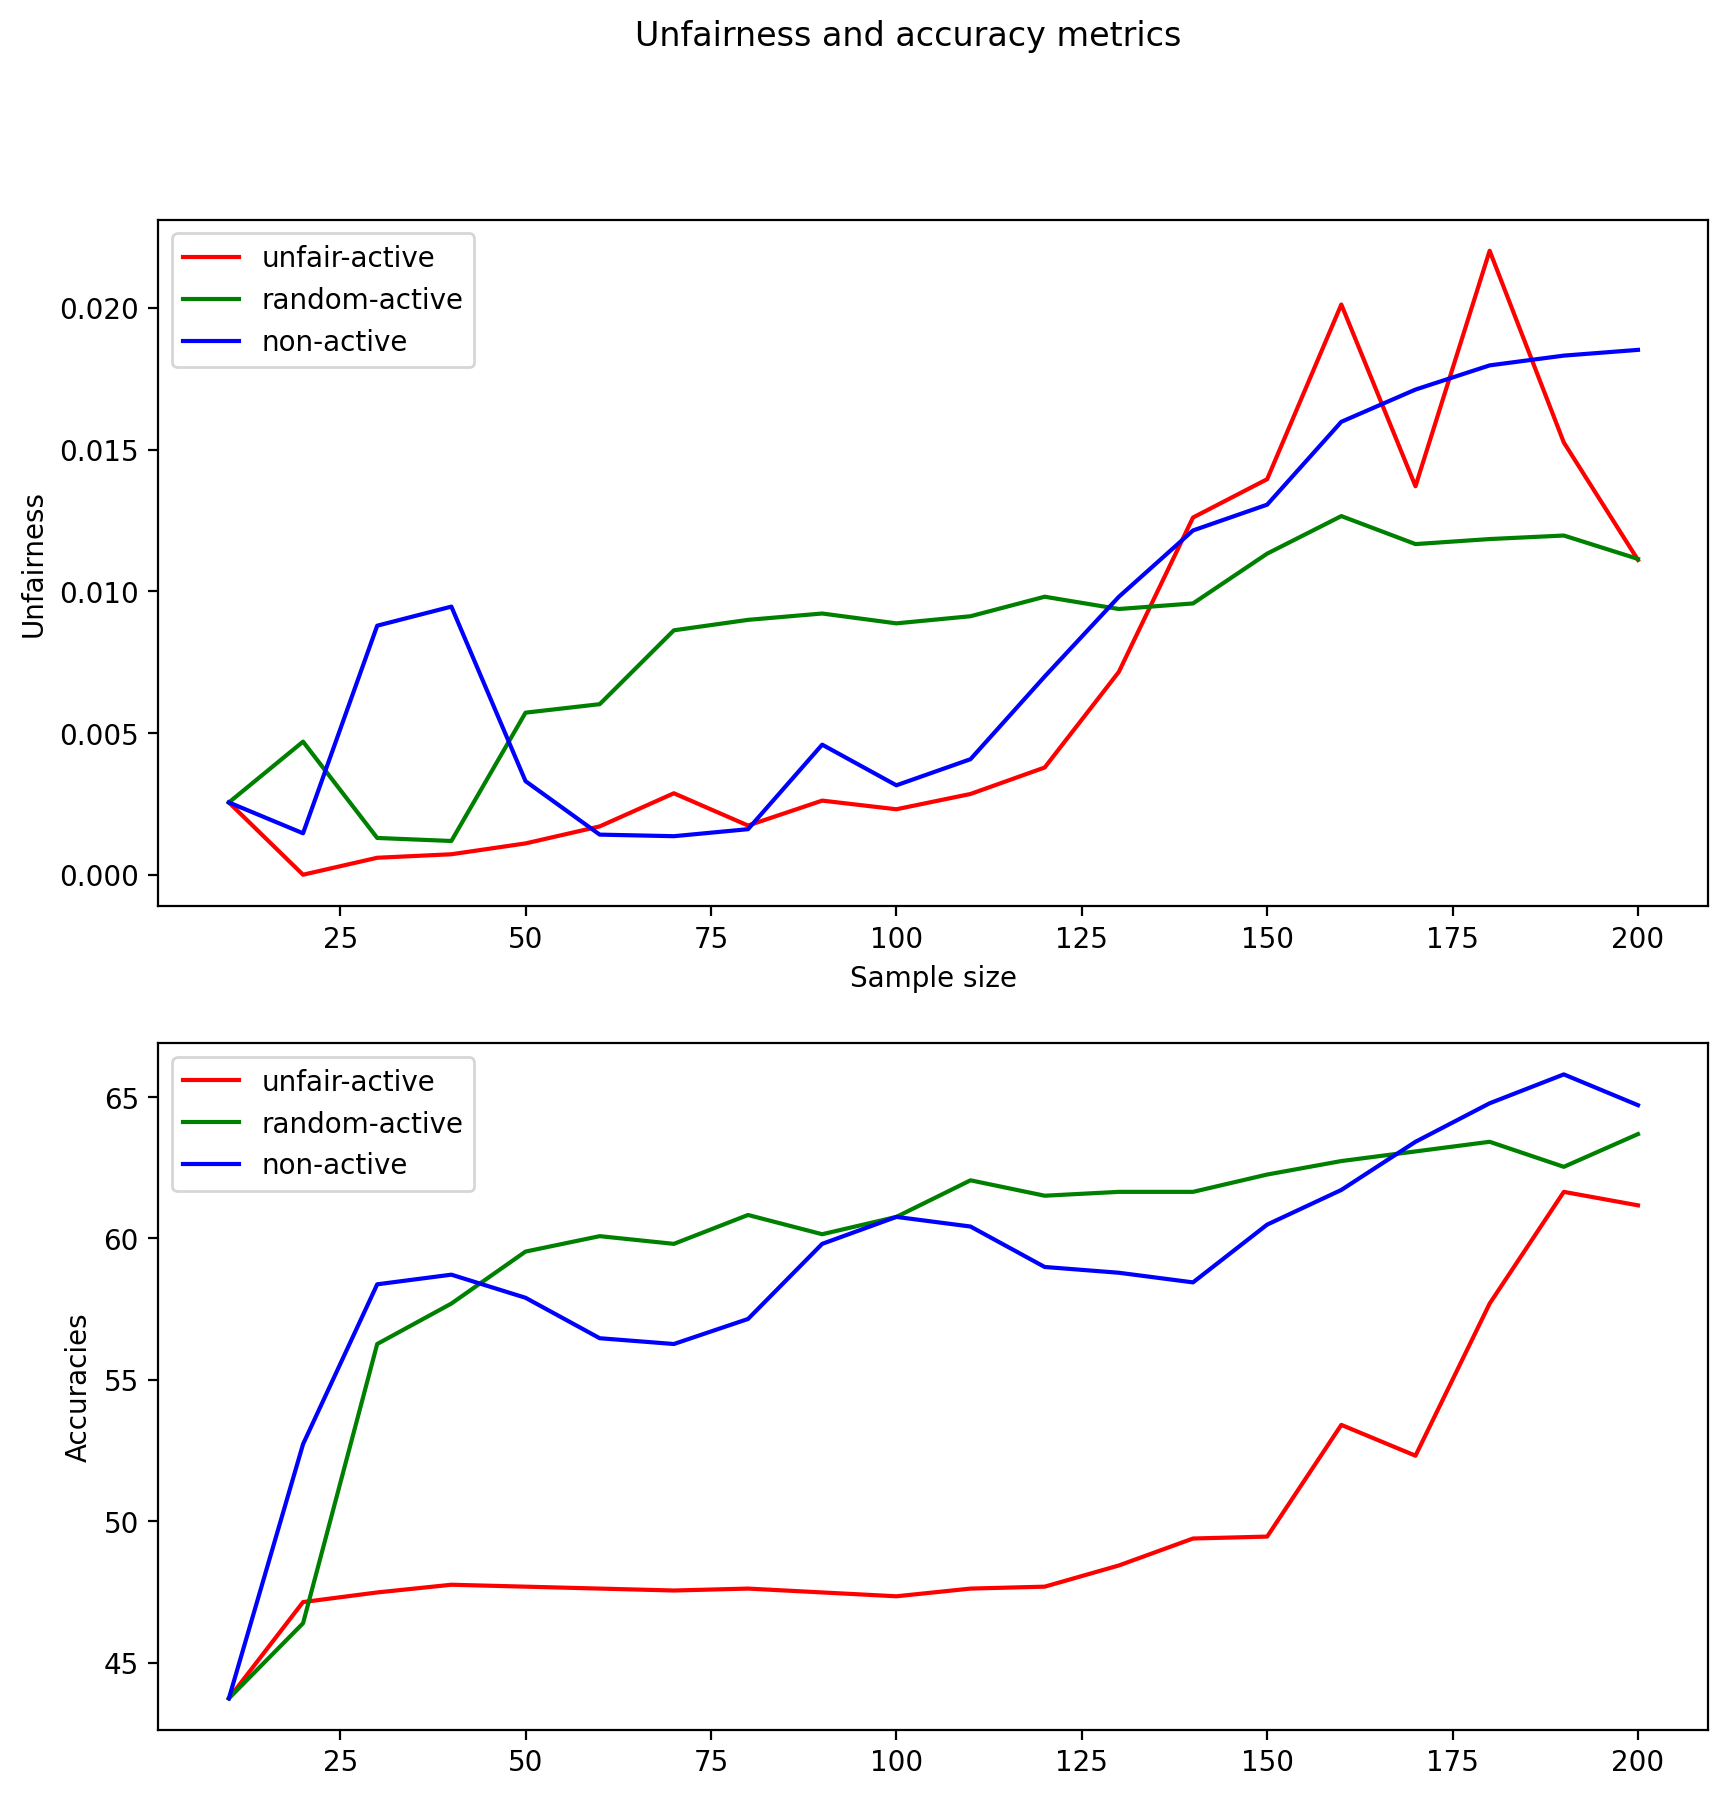 Unfairness and accuracy metrics
unfair-active
random-active
non-active
0.020
0.015
0.010
0.005
0.000
Unfairness
25 50 75 100 125 150 175 200
Sample size
unfair-active
random-active
non-active
65
60
55
50
45
Accuracies
25 50 75 100 125 150 175 200